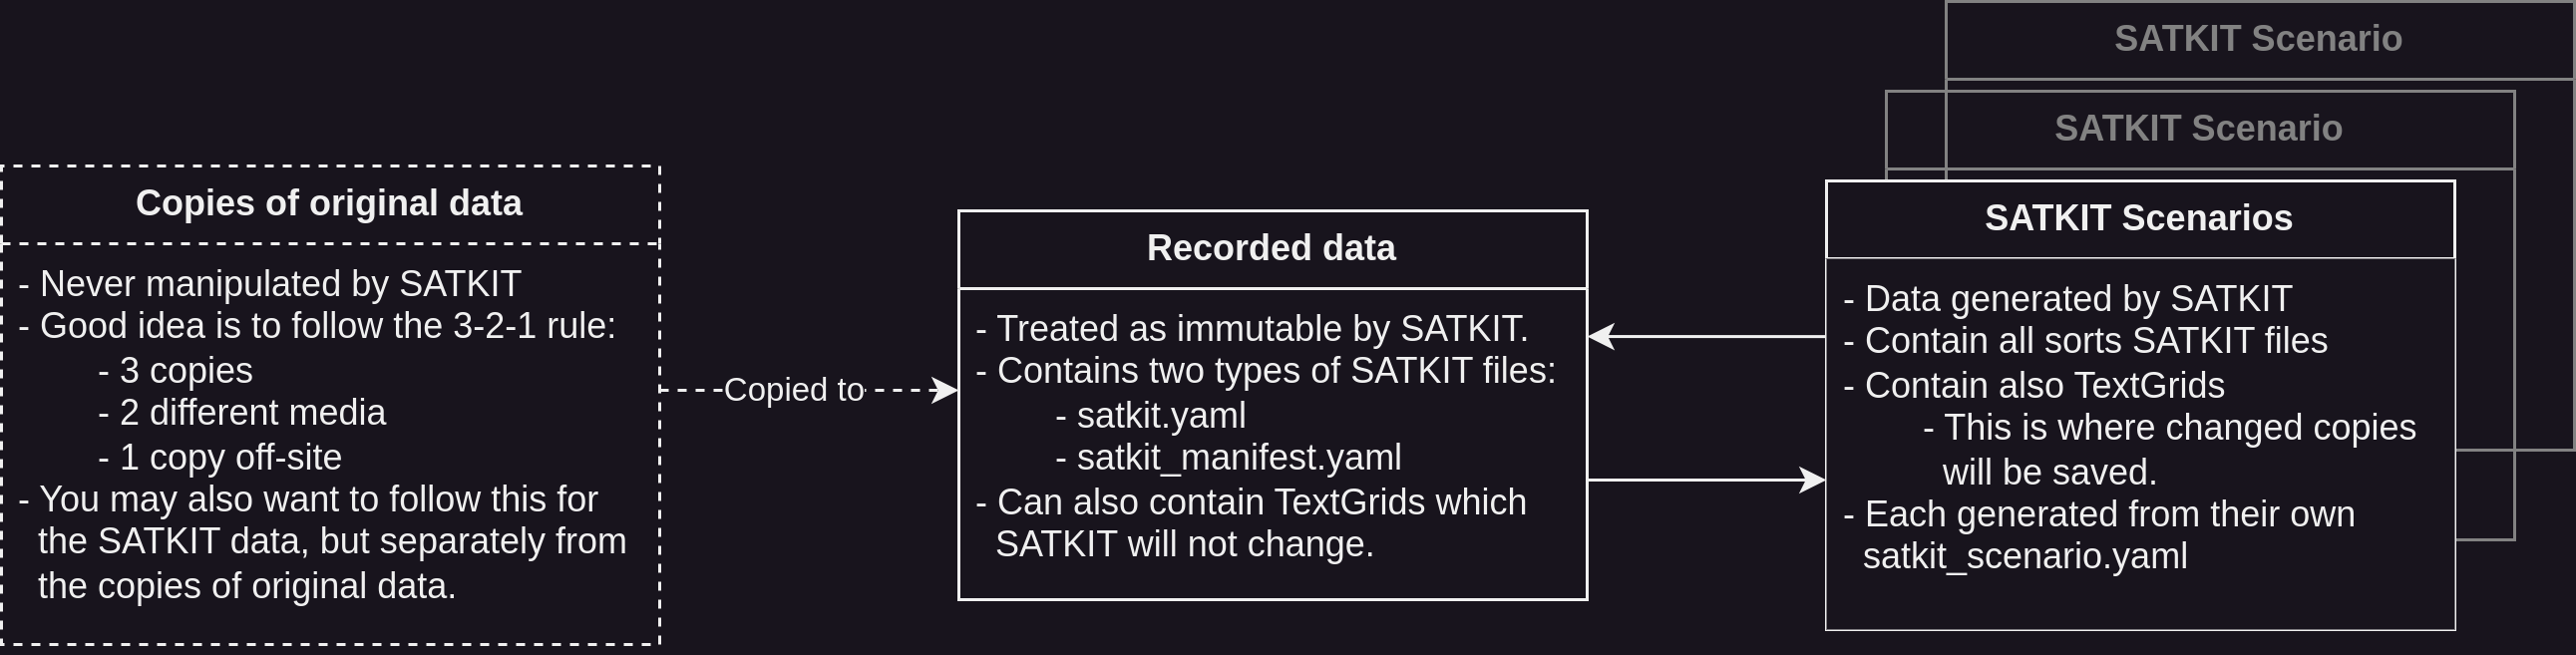 SATKIT Scenario
SATKIT Scenario
Copies of original data
- Never manipulated by SATKIT
- Good idea is to follow the 3-2-1 rule:
- 3 copies
- 2 different media
- 1 copy off-site
- You may also want to follow this for
the SATKIT data, but separately from
the copies of original data.
Copied to
Recorded data
- Treated as immutable by SATKIT.
- Contains two types of SATKIT files:
- satkit.yaml
- satkit_manifest.yaml
- Can also contain TextGrids which
SATKIT will not change.
SATKIT Scenarios
- Data generated by SATKIT
- Contain all sorts SATKIT files
- Contain also TextGrids
- This is where changed copies
will be saved.
- Each generated from their own
satkit_scenario.yaml